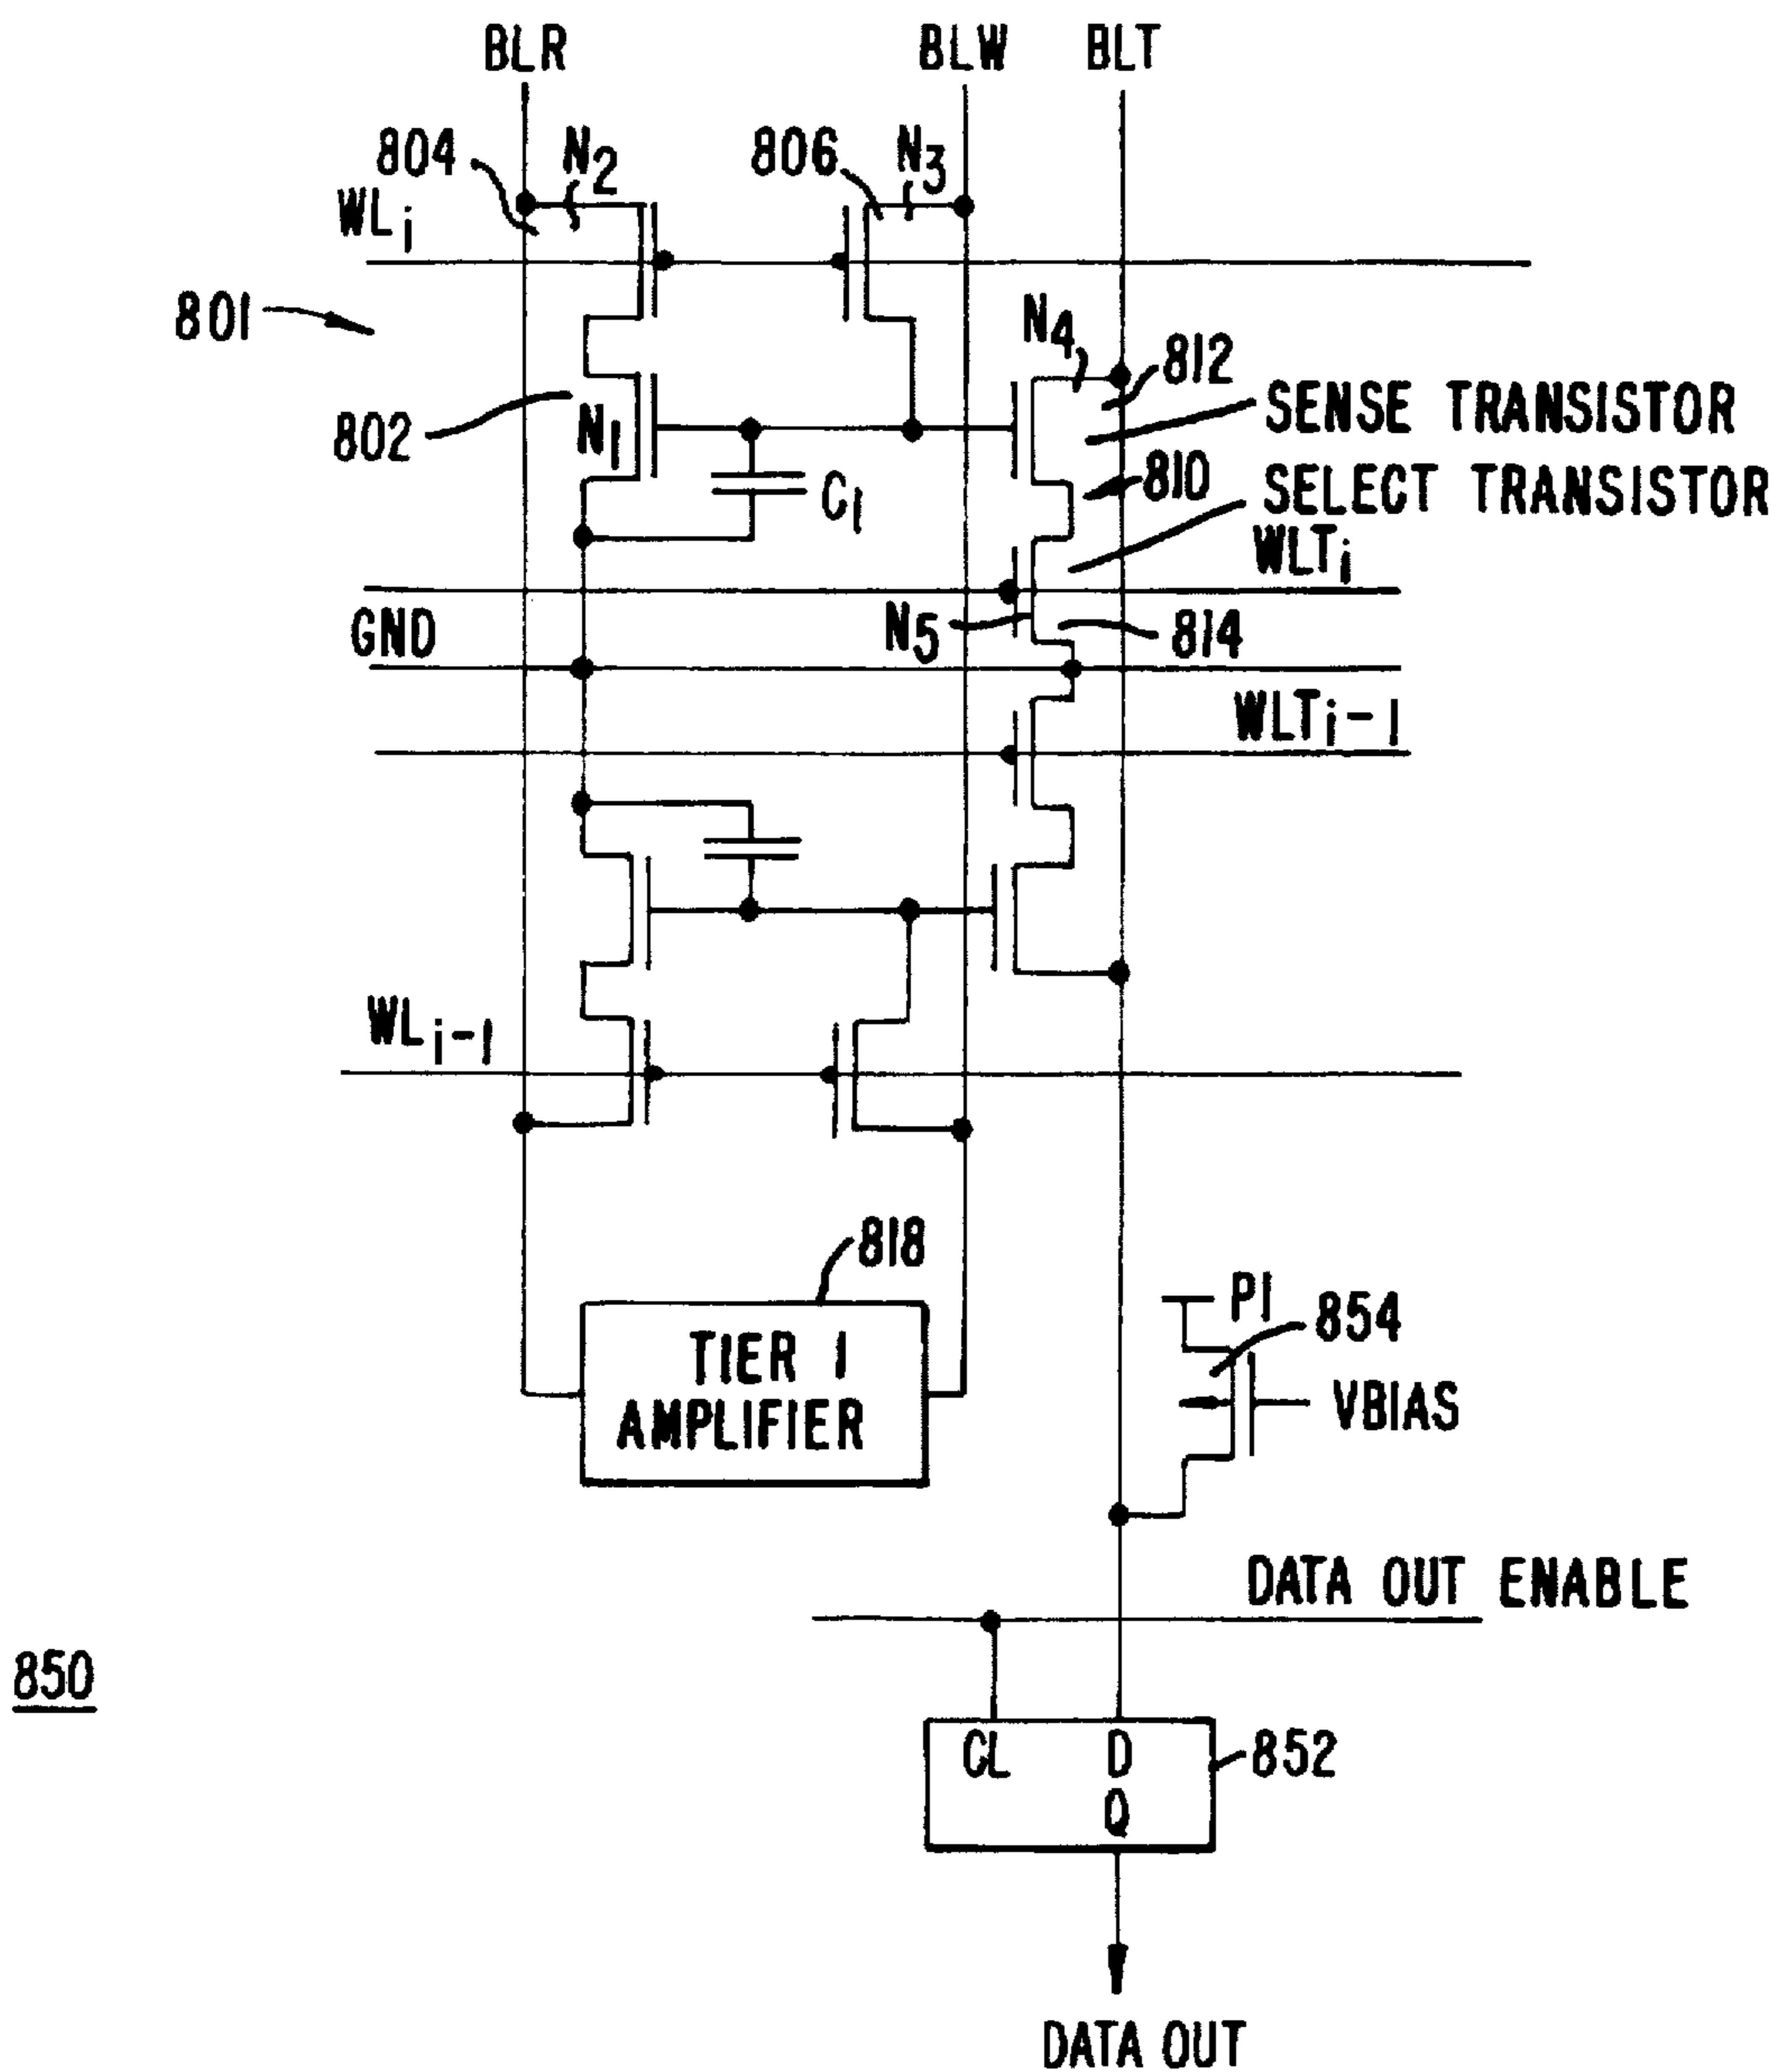 BLR BLW BLT
804 N2 806 N3
WLi
801
N4 812
SENSE TRANSISTOR
802 N1
810 SELECT TRANSISTOR
C1
WLTi
GND N5 814
WLTi-1
WLi-1
818
TIER 1
AMPLIFIER
P1 854
VBIAS
DATA OUT ENABLE
850
CL D 852
Q
DATA OUT